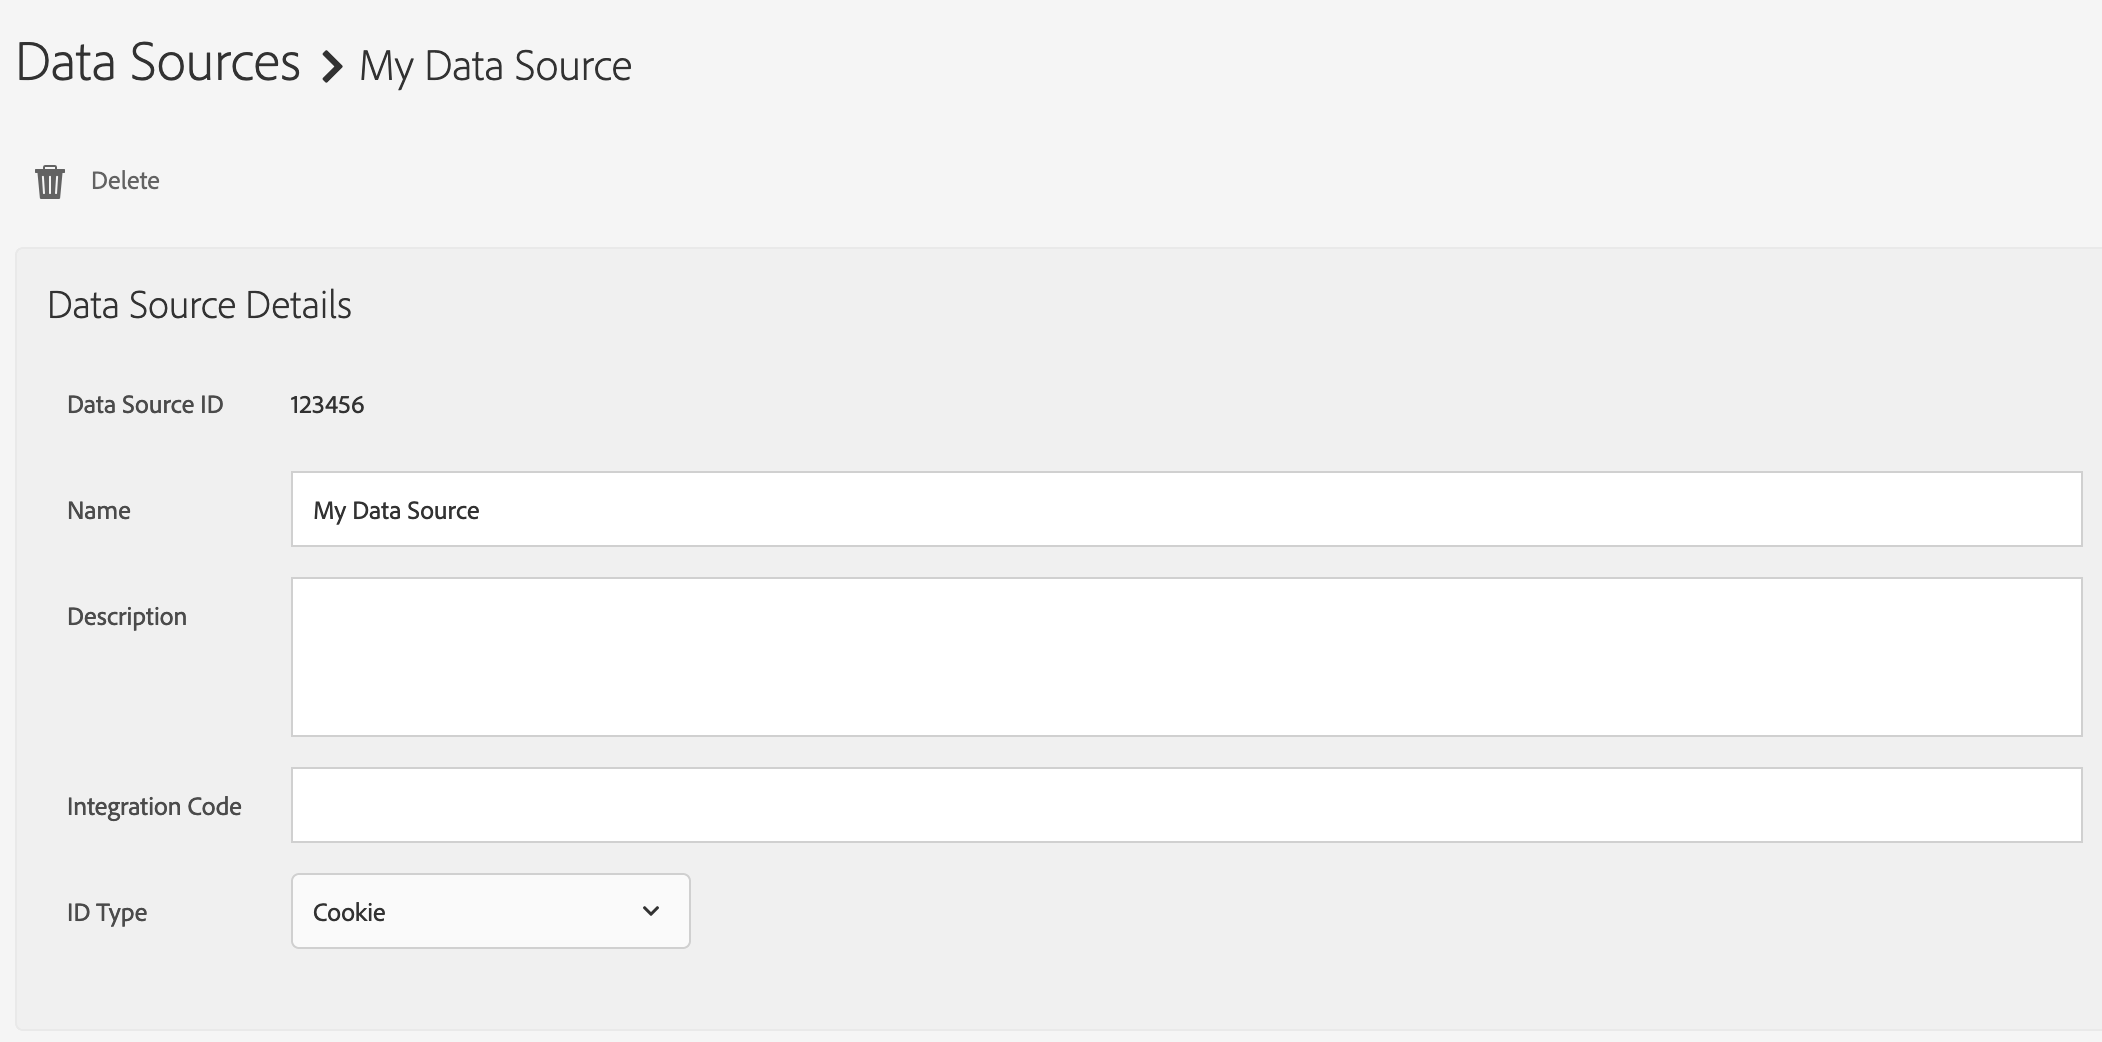 Data Sources > My Data Source
Delete
Data Source Details
Data Source ID 123456
Name My Data Source
Description
Integration Code
ID Type Cookie